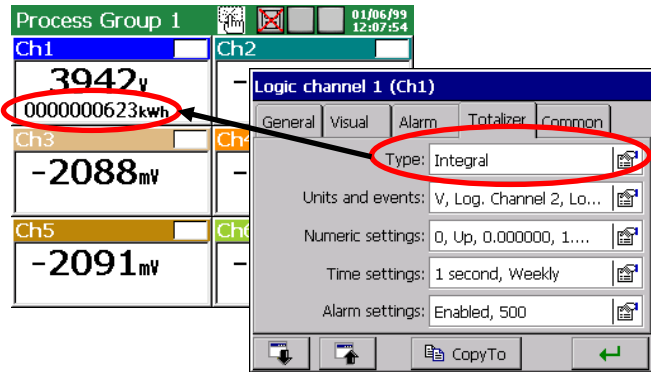 Process Group 1
01/06/99
12:07:54
Ch1
Ch2
3942v
0000000623kwh
Ch3
-2088mv
Ch5
-2091mv
Logic channel 1 (Ch1)
General Visual Alarm Totalizer Common
Type: Integral
Units and events: V, Log. Channel 2, Lo...
Numeric settings: 0, Up, 0.000000, 1....
Time settings: 1 second, Weekly
Alarm settings: Enabled, 500
CopyTo